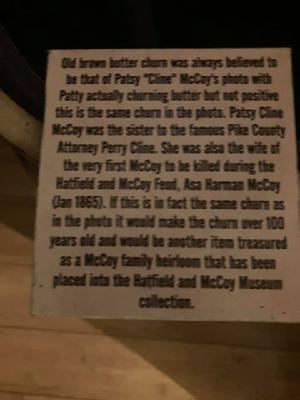 Old brown butter churn was always believed to
be that of Patsy "Cline" McCoy's photo with
Patty actually churning butter but not positive
this is the same churn in the photo. Patsy Cline
McCoy was the sister to the famous Pike County
Attorney Perry Cline. She was also the wife of
the very first McCoy to be killed during the
Hatfield and McCoy Feud, Asa Harman McCoy
(Jan 1865). If this is in fact the same churn as
in the photo it would make the churn over 100
years old and would be another item treasured
as a McCoy family heirloom that has been
placed into the Hatfield and McCoy Museum
collection.